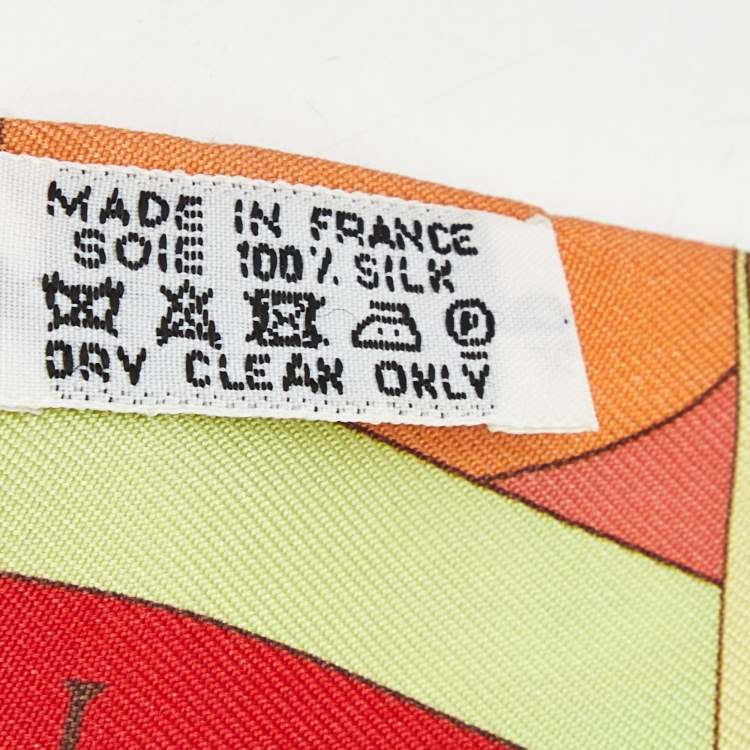 MADE IN FRANCE
SOIE 100% SILK
P
DRY CLEAN ONLY
I